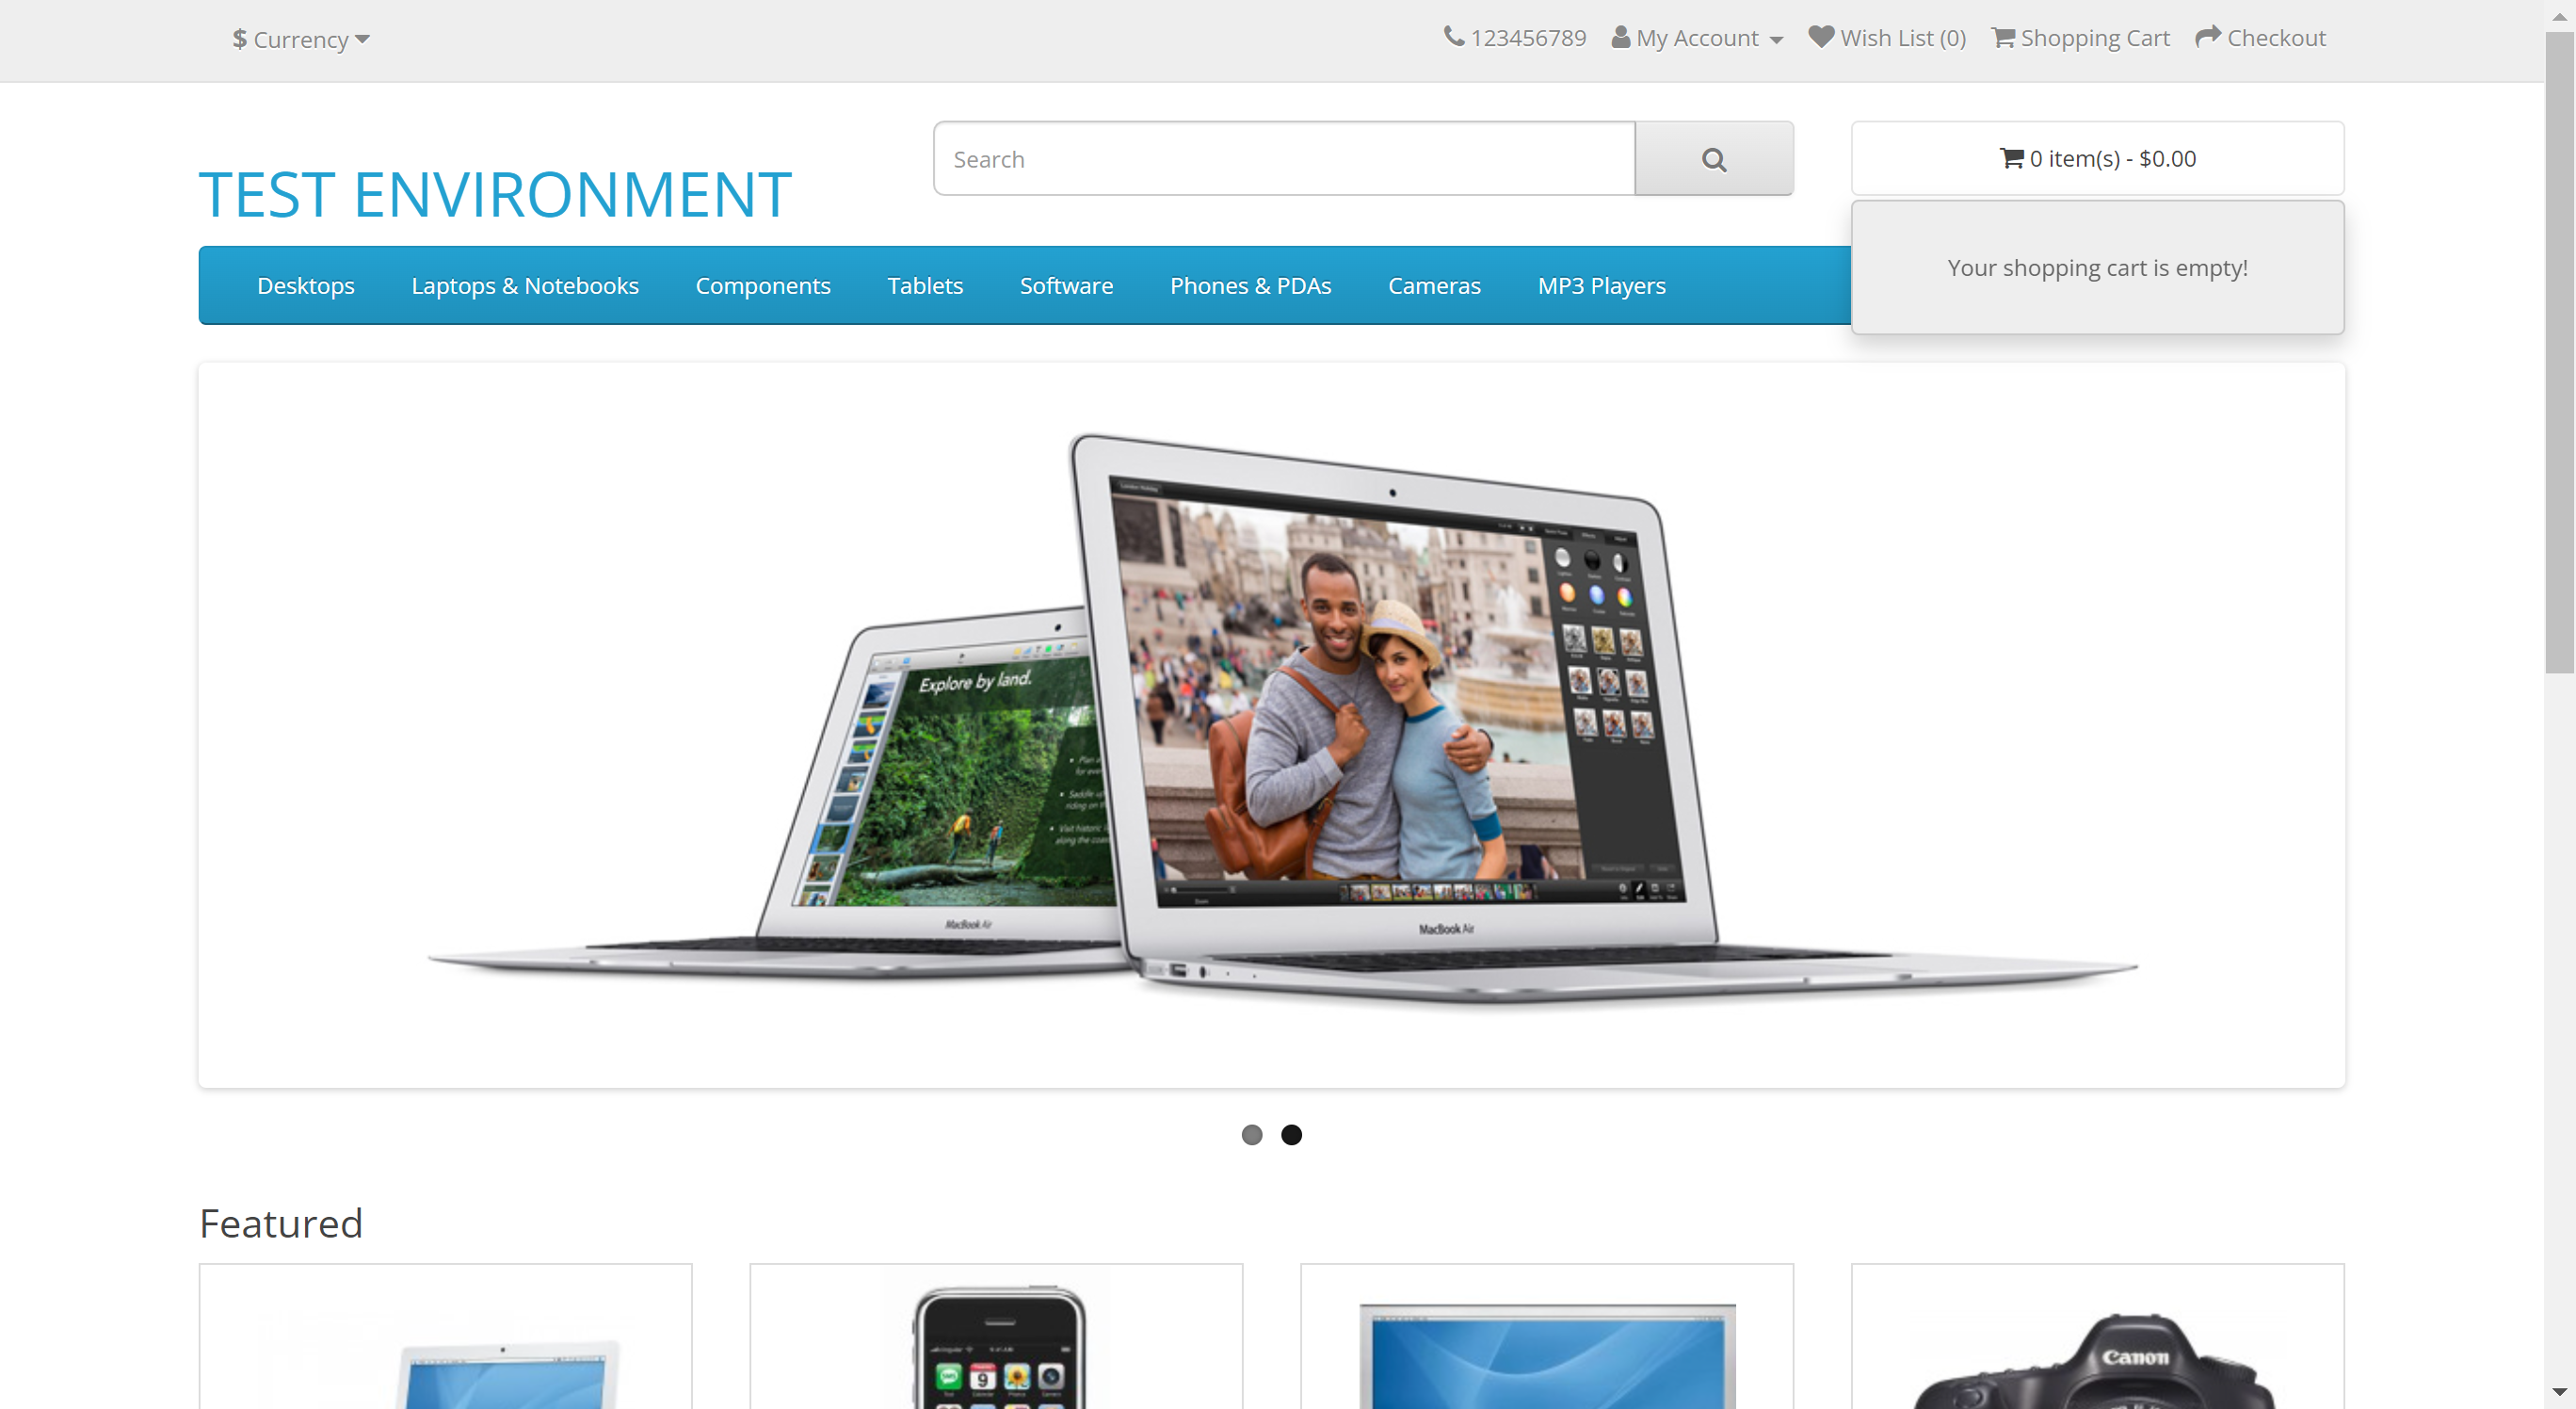 $ Currency
123456789 My Account Wish List (0) Shopping Cart Checkout
TEST ENVIRONMENT
Search
0 item(s) - $0.00
Your shopping cart is empty!
Desktops Laptops & Notebooks Components Tablets Software Phones & PDAs Cameras MP3 Players
Explore by land.
MacBook Air
MacBook Air
Featured
9
Canon